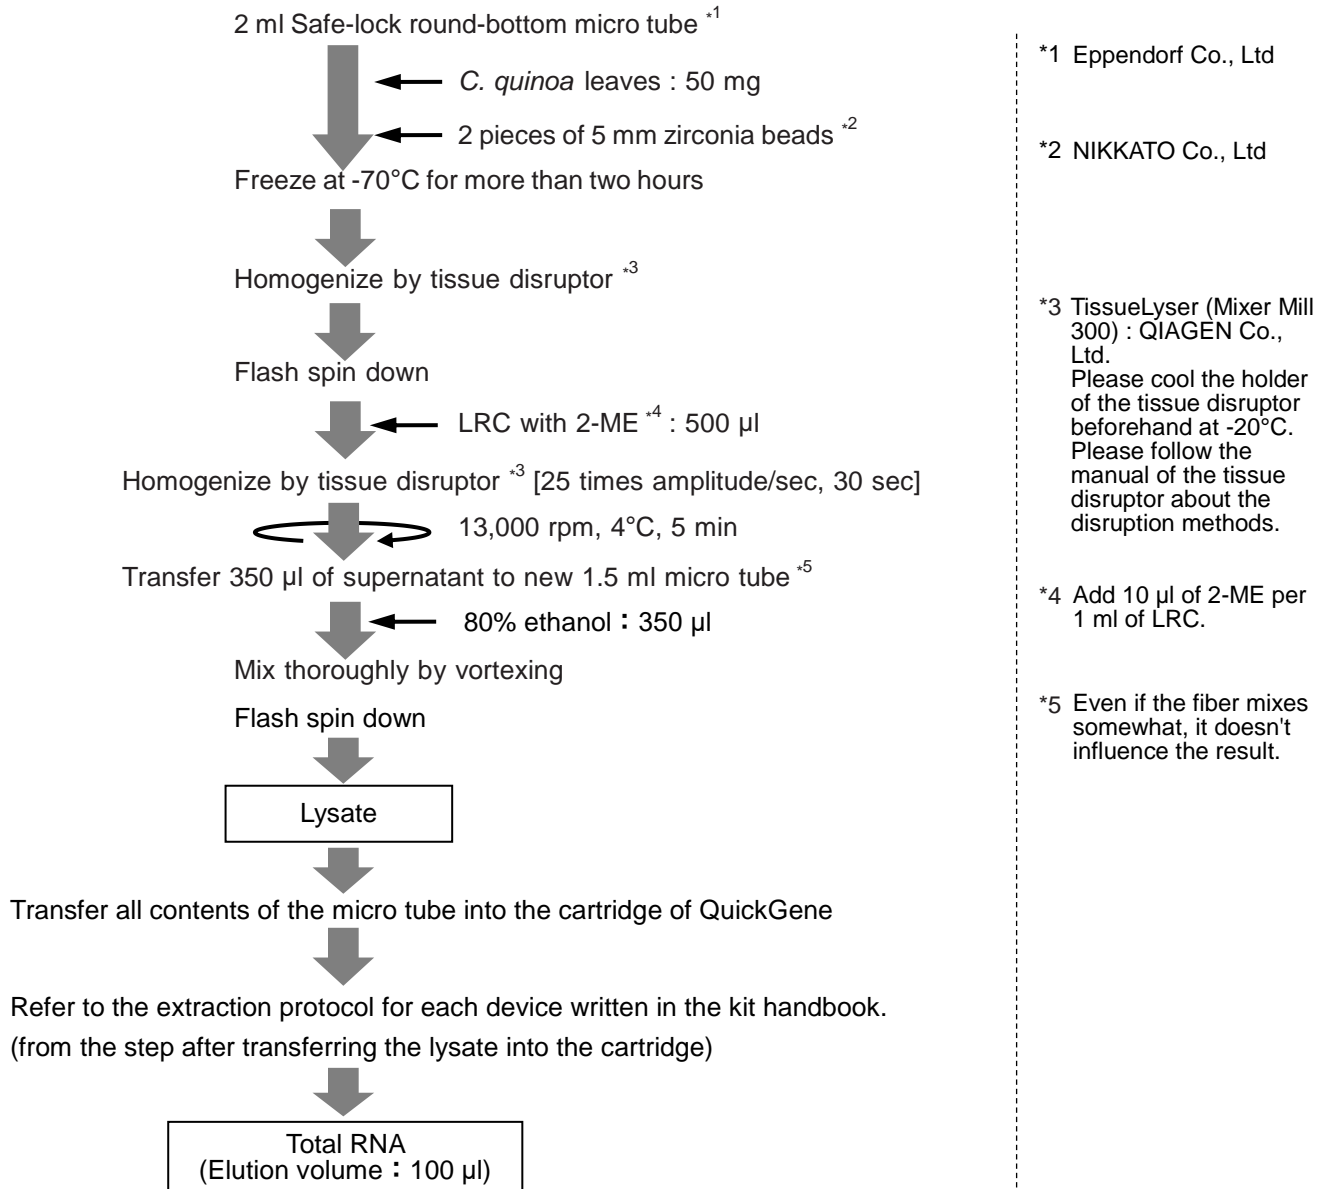 2 ml Safe-lock round-bottom micro tube *1
C. quinoa leaves : 50 mg
2 pieces of 5 mm zirconia beads *2
Freeze at -70°C for more than two hours
Homogenize by tissue disruptor *3
Flash spin down
LRC with 2-ME *4 : 500 µl
Homogenize by tissue disruptor *3 [25 times amplitude/sec, 30 sec]
13,000 rpm, 4°C, 5 min
Transfer 350 µl of supernatant to new 1.5 ml micro tube *5
80% ethanol：350 µl
Mix thoroughly by vortexing
Flash spin down
Lysate
Transfer all contents of the micro tube into the cartridge of QuickGene
Refer to the extraction protocol for each device written in the kit handbook.
(from the step after transferring the lysate into the cartridge)
Total RNA
(Elution volume：100 µl)
*1 Eppendorf Co., Ltd
*2 NIKKATO Co., Ltd
*3 TissueLyser (Mixer Mill
300) : QIAGEN Co.,
Ltd.
Please cool the holder
of the tissue disruptor
beforehand at -20°C.
Please follow the
manual of the tissue
disruptor about the
disruption methods.
*4 Add 10 µl of 2-ME per
1 ml of LRC.
*5 Even if the fiber mixes
somewhat, it doesn't
influence the result.